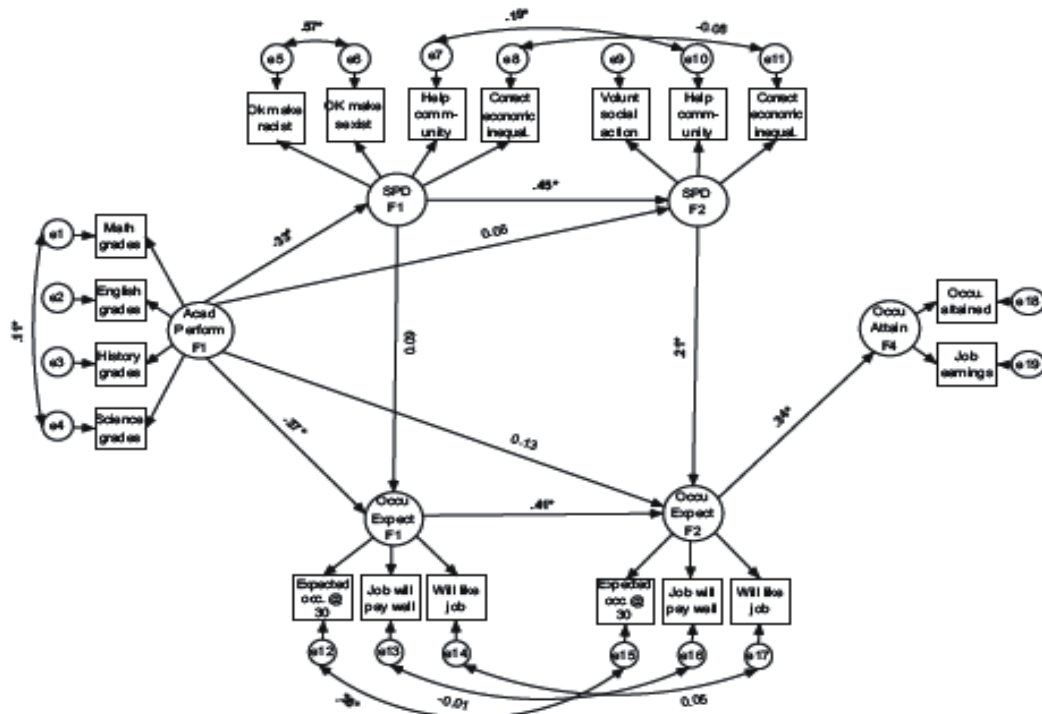 .57*
.19*
-0.05
e5
e6
e7
e8
e9
e10
e11
Ok make
racist
OK make
sexist
Help
comm-
unity
Correct
economic
inequal.
Volunt
social
action
Help
comm-
unity
Correct
economic
inequal.
SPD
F1
.45*
SPD
F2
.33*
0.05
e1
Math
grades
e2
English
grades
.11*
Acad
Perform
F1
e3
History
grades
e4
Science
grades
0.09
.21*
Occu
Attain
F4
Occu.
attained
e18
Job
earnings
e19
.37*
0.13
.34*
Occu
Expect
F1
.41*
Occu
Expect
F2
Expected
occ. @
30
Job will
pay well
Will like
job
Expected
occ. @
30
Job will
pay well
Will like
job
e12
e13
e14
e15
e16
e17
-0.01
0.05